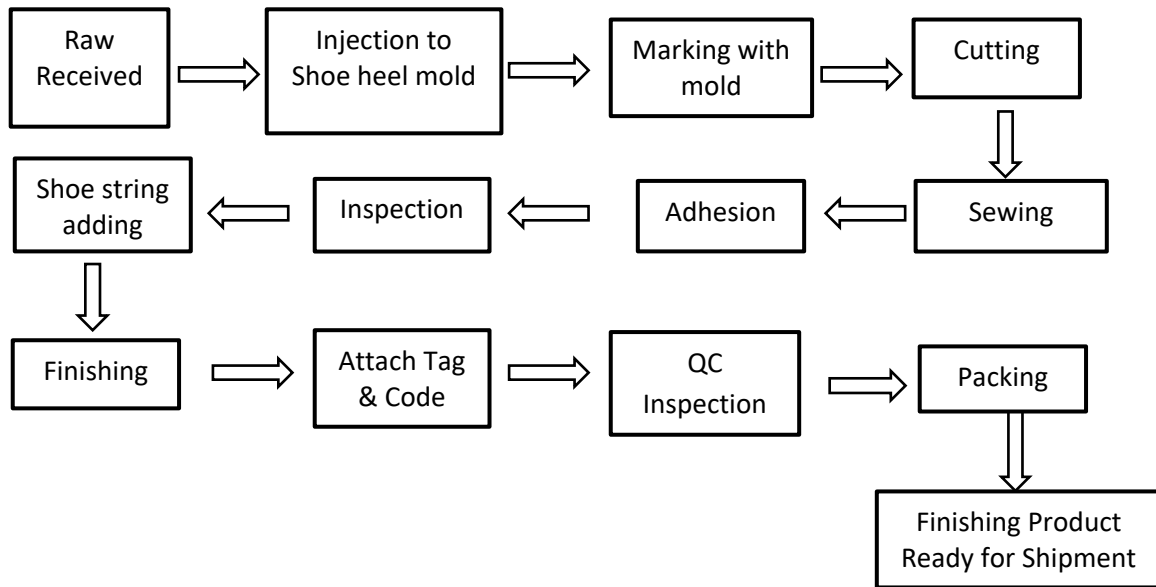 Raw
Received
Injection to
Shoe heel mold
Marking with
mold
Cutting
Sewing
Adhesion
Inspection
Shoe string
adding
Finishing
Attach Tag
& Code
QC
Inspection
Packing
Finishing Product
Ready for Shipment